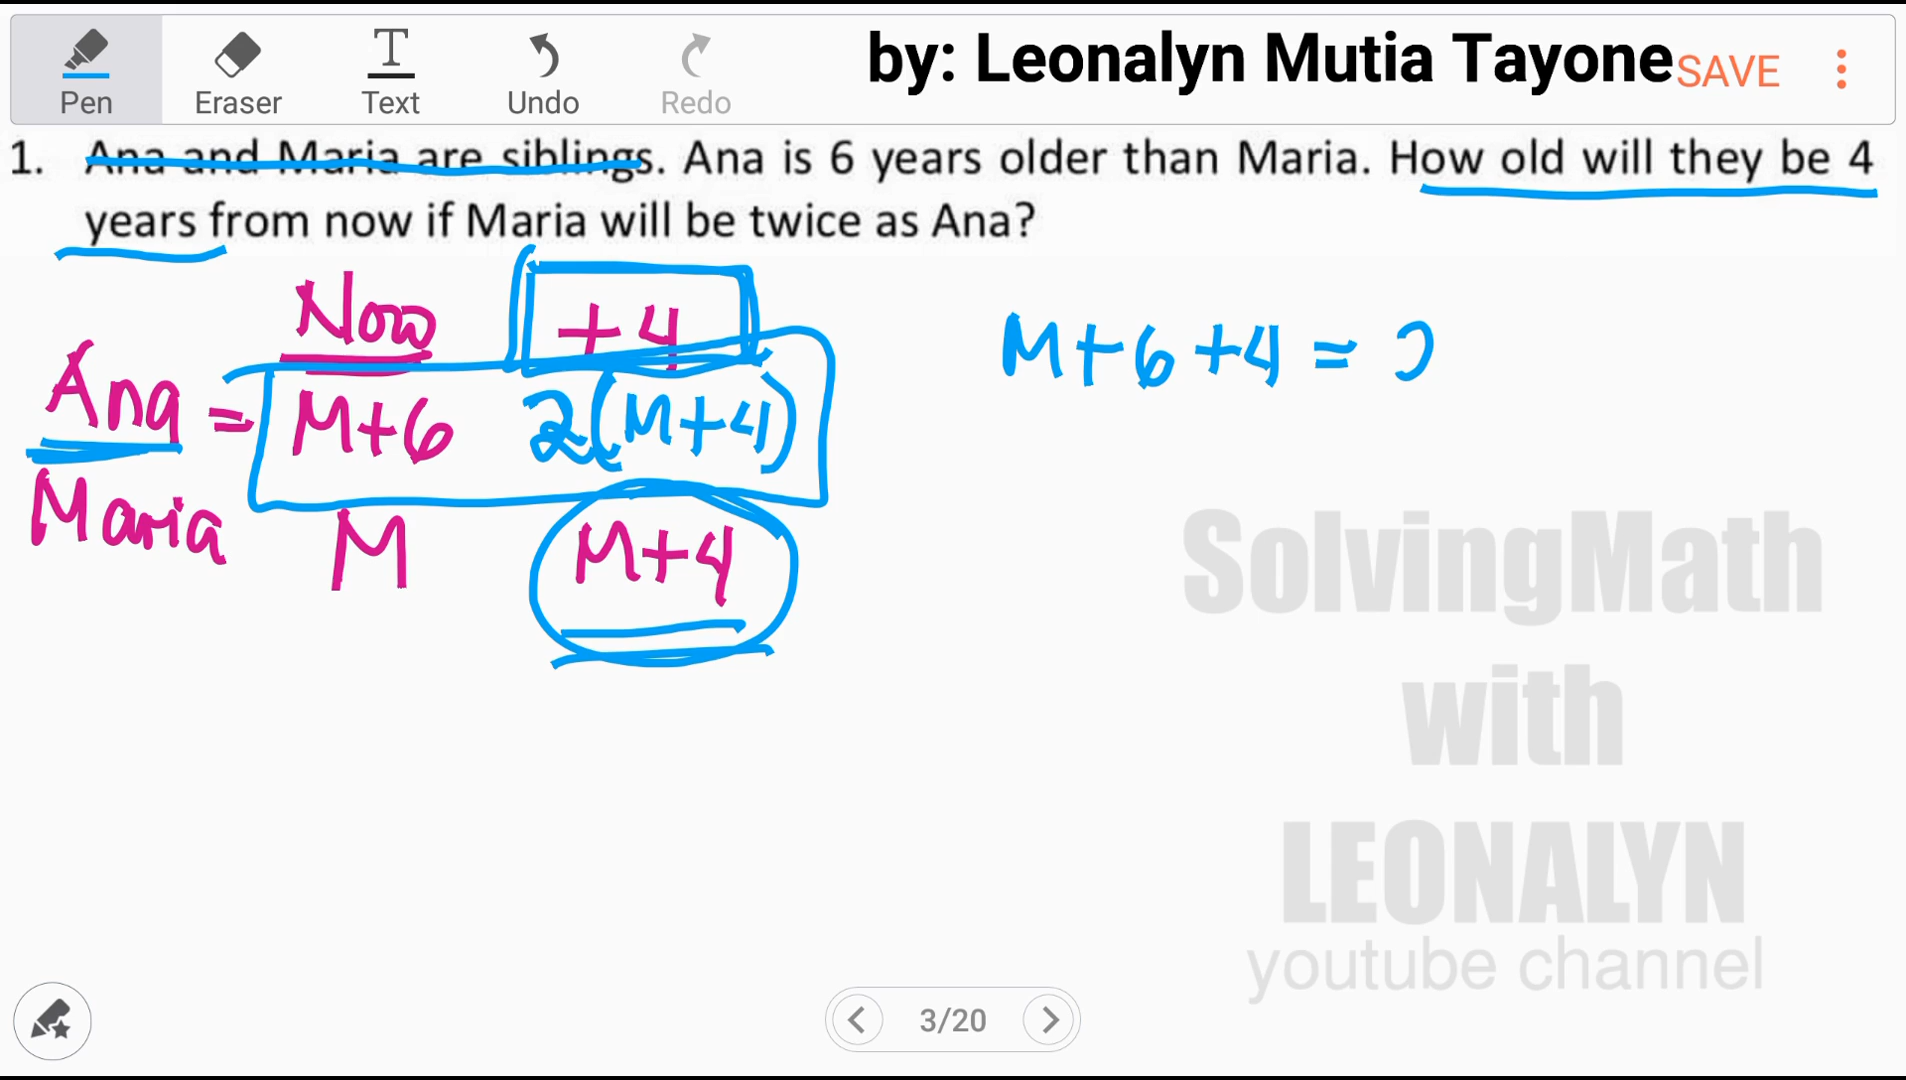 by: Leonalyn Mutia Tayone
SAVE
Pen Eraser Text Undo Redo
1. Ana and Maria are siblings. Ana is 6 years older than Maria. How old will they be 4
years from now if Maria will be twice as Ana?
Now +4
Ana = M+6 2(M+4)
Maria M M+4
M+6+4=
SolvingMath
with
LEONALYN
youtube channel
3/20